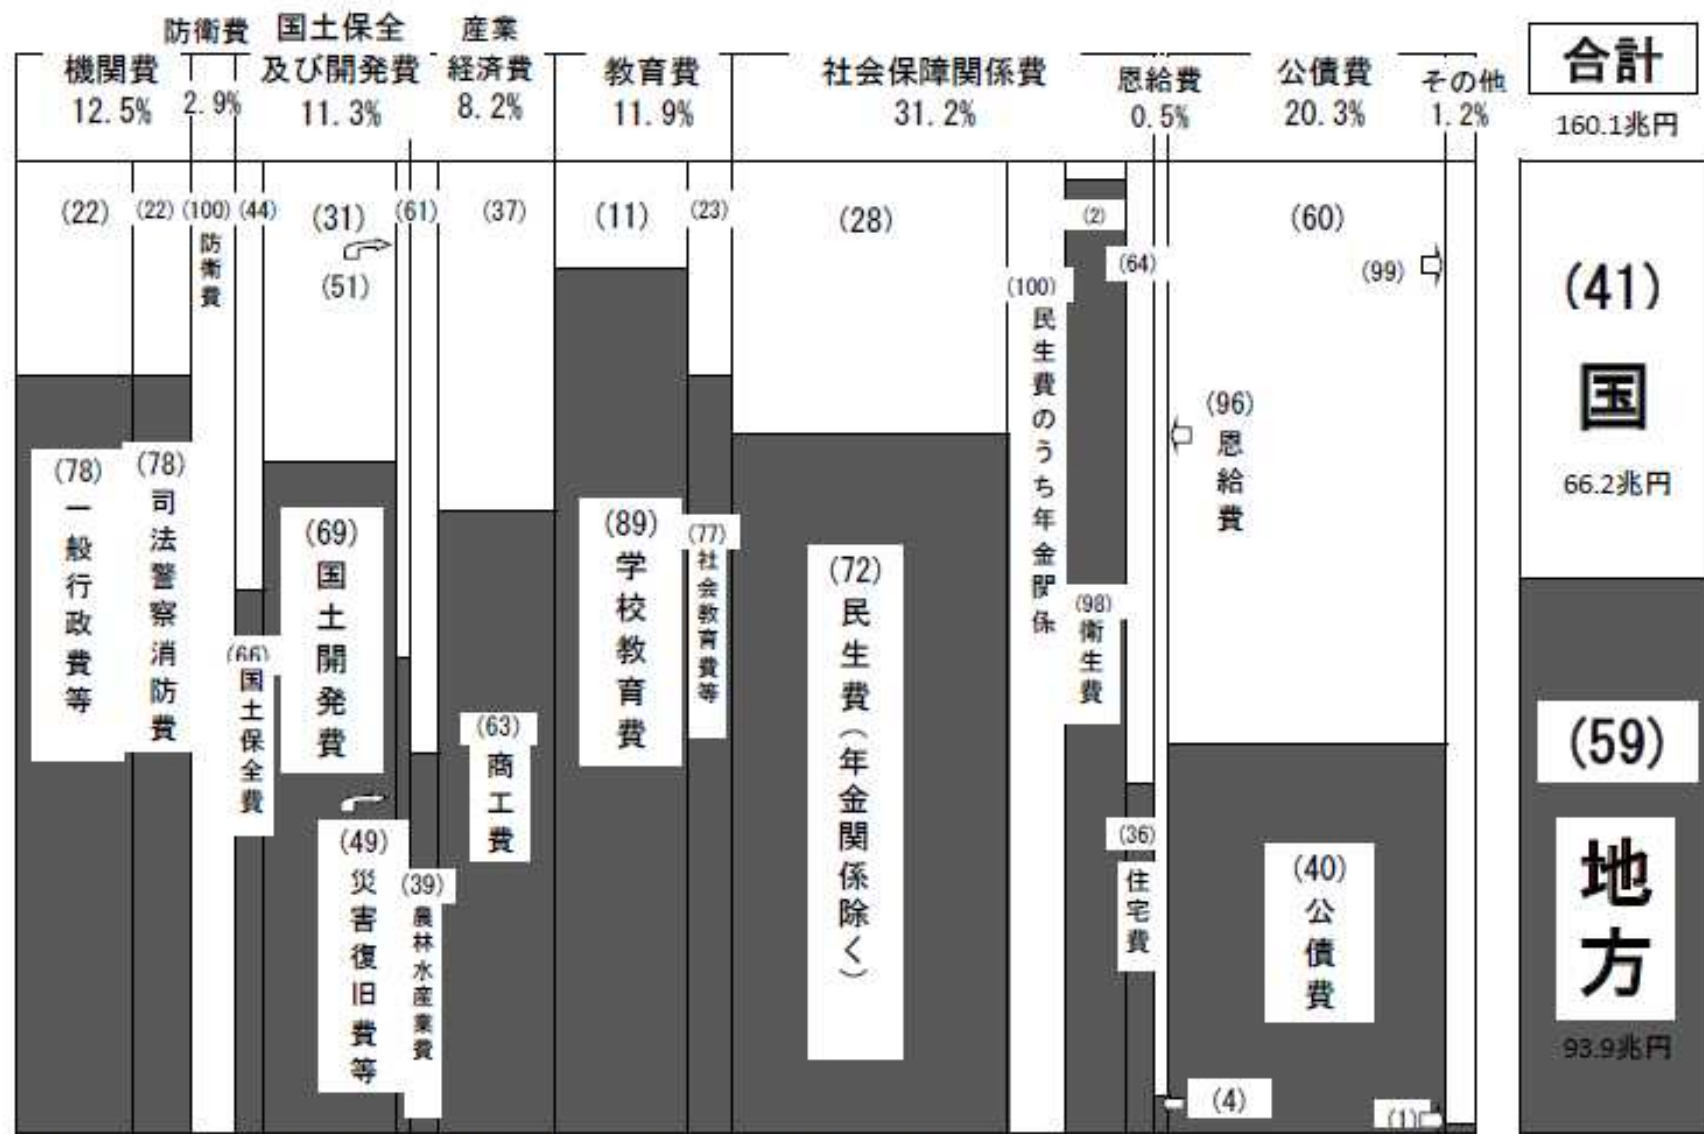 機関費
12.5%
防衛費
2.9%
国土保全
及び開発費
11.3%
産業
経済費
8.2%
教育費
11.9%
社会保障関係費
31.2%
恩給費
0.5%
公債費
20.3%
その他
1.2%
合計
160.1兆円
(22)
(22)
(100)
防衛費
(44)
(31)
(51)
(61)
(37)
(11)
(23)
(28)
(100)
民生費のうち年金関係
(2)
(64)
(96)
恩給費
(60)
(99)
(41)
国
66.2兆円
(78)
一般行政費等
(78)
司法警察消防費
(66)
国土保全費
(69)
国土開発費
(49)
災害復旧費等
(39)
農林水産業費
(63)
商工費
(89)
学校教育費
(77)
社会教育費等
(72)
民生費(年金関係除く)
(98)
衛生費
(36)
住宅費
(4)
(40)
公債費
(1)
(59)
地方
93.9兆円